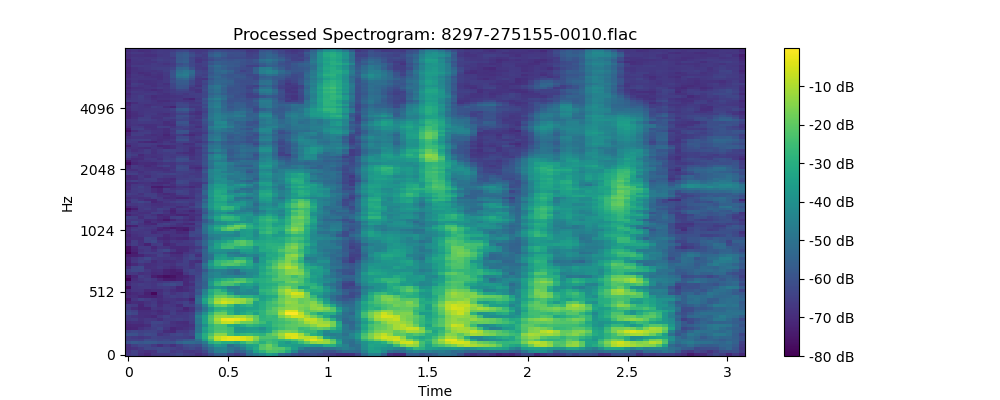 Processed Spectrogram: 8297-275155-0010.flac
Hz
4096
2048
1024
512
0
0
0.5
1
1.5
2
2.5
3
Time
-10 dB
-20 dB
-30 dB
-40 dB
-50 dB
-60 dB
-70 dB
-80 dB